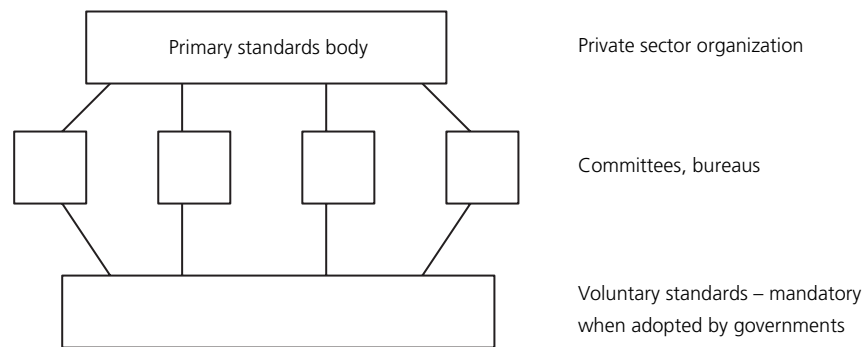 Primary standards body
Private sector organization
Committees, bureaus
Voluntary standards – mandatory
when adopted by governments